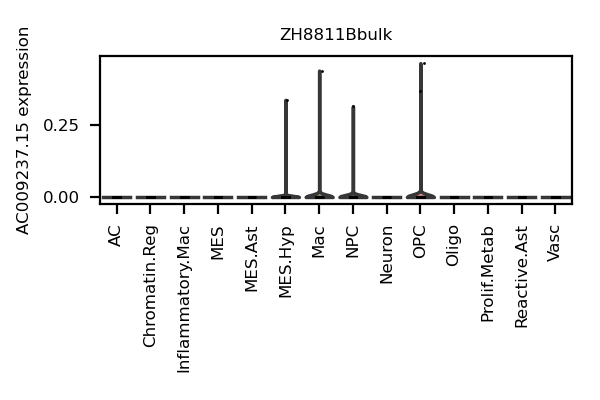 ZH8811Bbulk
AC009237.15 expression
0.25
0.00
AC
Chromatin.Reg
Inflammatory.Mac
MES
MES.Ast
MES.Hyp
Mac
NPC
Neuron
OPC
Oligo
Prolif.Metab
Reactive.Ast
Vasc